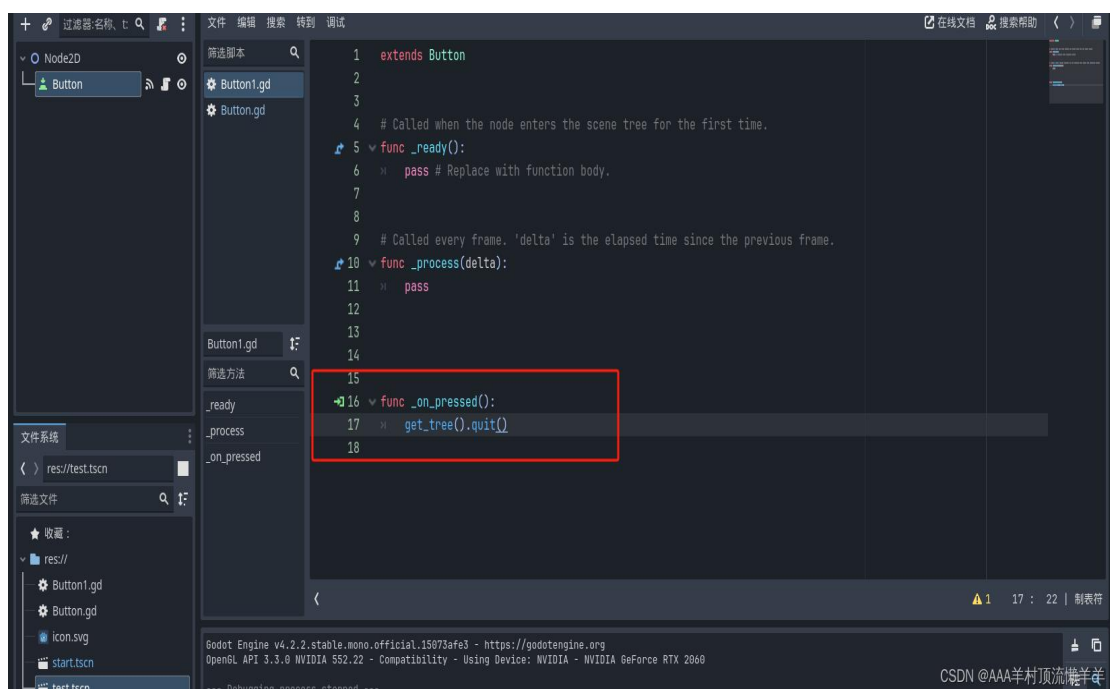 过滤器:名称、t:
文件 编辑 搜索 转到 调试
在线文档 搜索帮助
Node2D
Button
筛选脚本
Button1.gd
Button.gd
1 extends Button
2
3
4 # Called when the node enters the scene tree for the first time.
5 func _ready():
6 pass # Replace with function body.
7
8
9 # Called every frame. 'delta' is the elapsed time since the previous frame.
10 func _process(delta):
11 pass
12
13
14
15
16 func _on_pressed():
17 get_tree().quit()
18
Button1.gd
筛选方法
_ready
_process
_on_pressed
文件系统
res://test.tscn
筛选文件
收藏：
res://
Button1.gd
Button.gd
icon.svg
start.tscn
test.tscn
1 17 : 22 | 制表符
Godot Engine v4.2.2.stable.mono.official.15073afe3 - https://godotengine.org
OpenGL API 3.3.0 NVIDIA 552.22 - Compatibility - Using Device: NVIDIA - NVIDIA GeForce RTX 2060
--- Debugging process stopped ---
CSDN @AAA羊村顶流懒羊羊